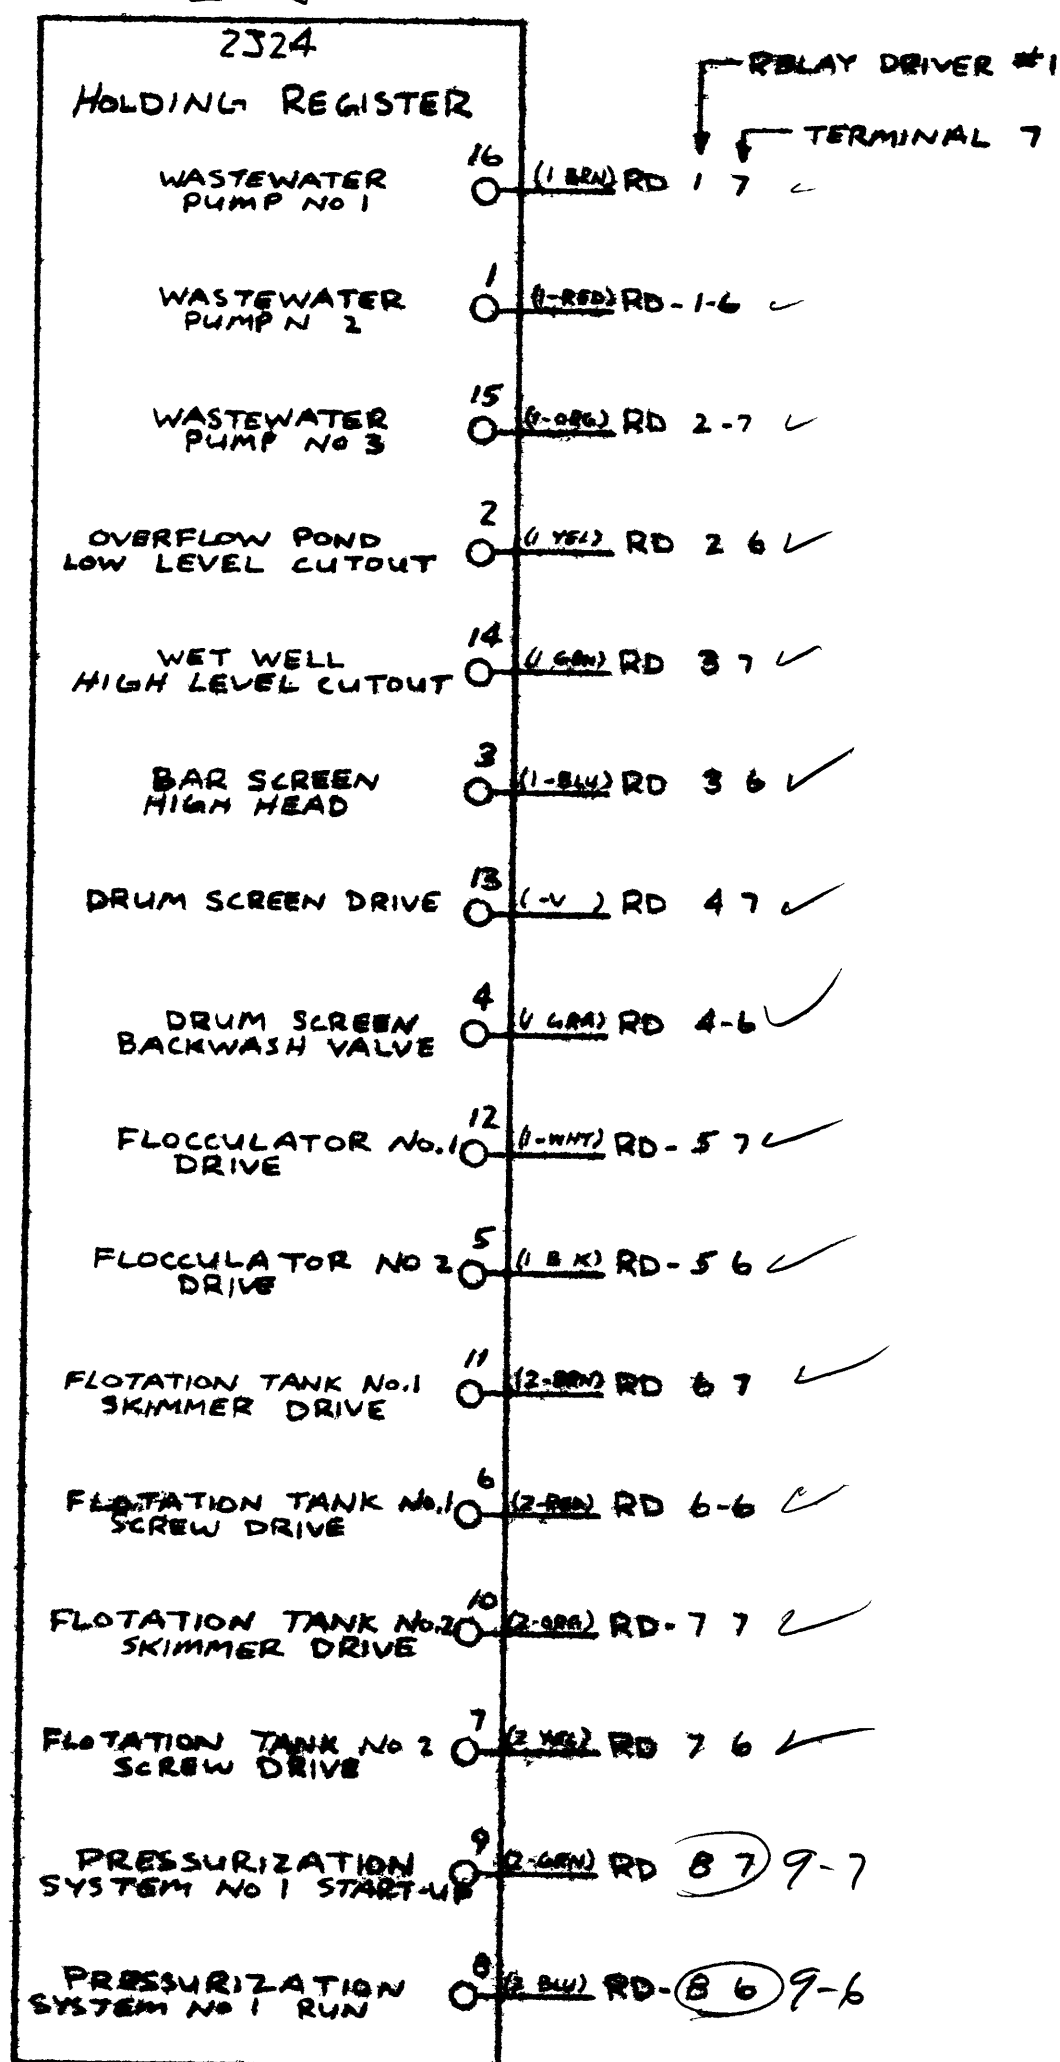 2J24
HOLDING REGISTER
RELAY DRIVER #1
TERMINAL 7
WASTEWATER
PUMP NO 1
16 (1 BRN) RD 1 7
WASTEWATER
PUMP N 2
1 (1-RED) RD-1-6
WASTEWATER
PUMP NO 3
15 (1-ORG) RD 2-7
OVERFLOW POND
LOW LEVEL CUTOUT
2 (1 YEL) RD 2 6
WET WELL
HIGH LEVEL CUTOUT
14 (1 GRN) RD 3 7
BAR SCREEN
HIGH HEAD
3 (1-BLU) RD 3 6
DRUM SCREEN DRIVE
13 ( -V ) RD 4 7
DRUM SCREEN
BACKWASH VALVE
4 (1 GRA) RD 4-6
FLOCCULATOR No.1
DRIVE
12 (1-WHT) RD-5 7
FLOCCULATOR NO 2
DRIVE
5 (1 B K) RD-5 6
FLOTATION TANK No.1
SKIMMER DRIVE
11 (2-BRN) RD 6 7
FLOTATION TANK No.1
SCREW DRIVE
6 (2-RED) RD 6-6
FLOTATION TANK No.2
SKIMMER DRIVE
10 (2-ORG) RD-7 7
FLOTATION TANK No 2
SCREW DRIVE
7 (2 YEL) RD 7 6
PRESSURIZATION
SYSTEM No 1 START-UP
9 (2-GRN) RD 8 7 9-7
PRESSURIZATION
SYSTEM No 1 RUN
8 (2 BLU) RD-8 6 9-6